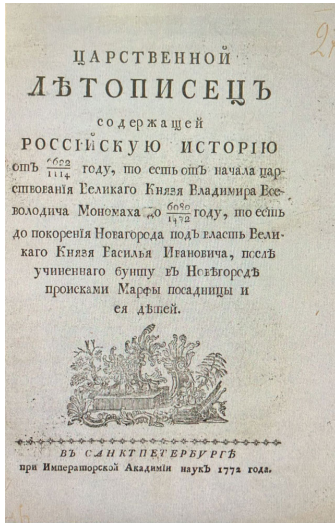 ЦАРСТВЕННОЙ
ЛѢТОПИСЕЦЪ
содержащей
РОССІЙСКУЮ ИСТОРІЮ
отъ 6622/1114 году, то есть отъ начала цар-
ствованія Великаго Князя Владимира Все-
володича Мономаха до 6980/1472 году, то есть
до покоренія Новагорода подъ власть Вели-
каго Князя Василья Ивановича, послѣ
учиненнаго бунту въ Новѣгородѣ
происками Марфы посадницы и
ея дѣтей.
ВЪ САНКТПЕТЕРБУРГѢ
при Императорской Академіи наукъ 1772 года.